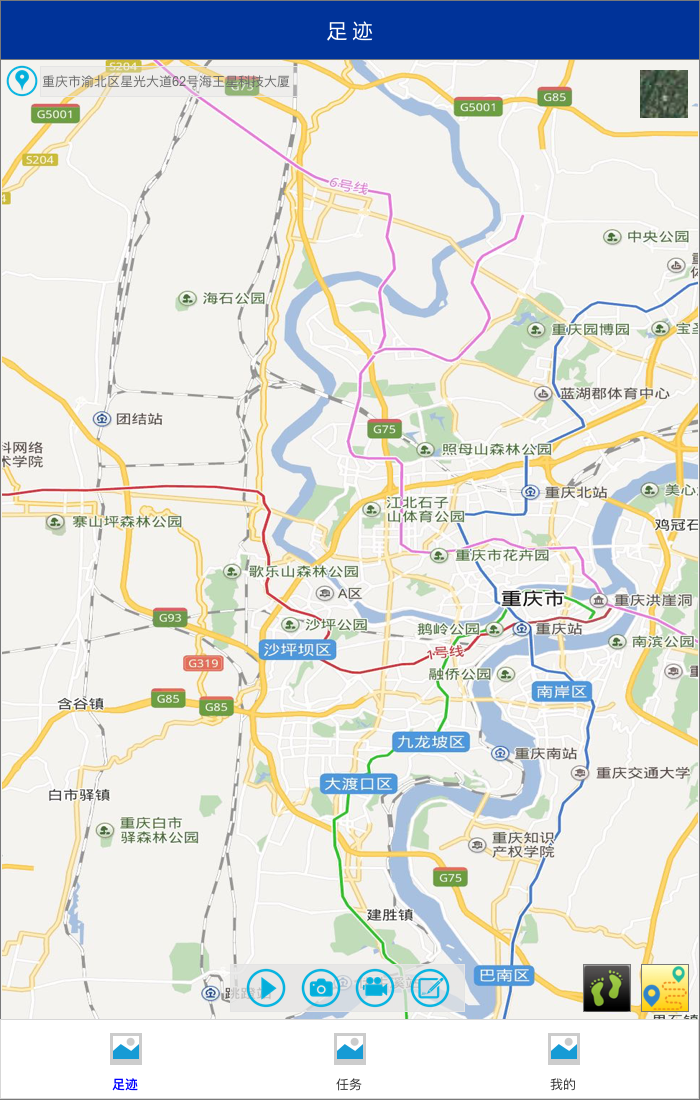 足迹
S204
重庆市渝北区星光大道62号海王星科技大厦
G75
G5001
G5001
G85
S204
6号线
中央公园
海石公园
重庆园博园
蓝湖郡体育中心
团结站
G75
照母山森林公园
科网络
术学院
重庆北站
美心
江北石子
山体育公园
寨山坪森林公园
鸡冠石
重庆市花卉园
歌乐山森林公园
A区
重庆市
重庆洪崖洞
G93
沙坪公园
鹅岭公园
重庆站
沙坪坝区
1号线
南滨公园
G319
融侨公园
南岸区
G85
G85
含谷镇
九龙坡区
重庆南站
大渡口区
重庆交通大学
白市驿镇
重庆白市
驿森林公园
重庆知识
产权学院
G75
建胜镇
巴南区
足迹
任务
我的